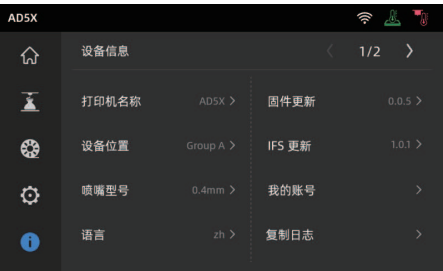 AD5X
设备信息
1/2
打印机名称 AD5X
固件更新 0.0.5
设备位置 Group A
IFS 更新 1.0.1
喷嘴型号 0.4mm
我的账号
语言 zh
复制日志